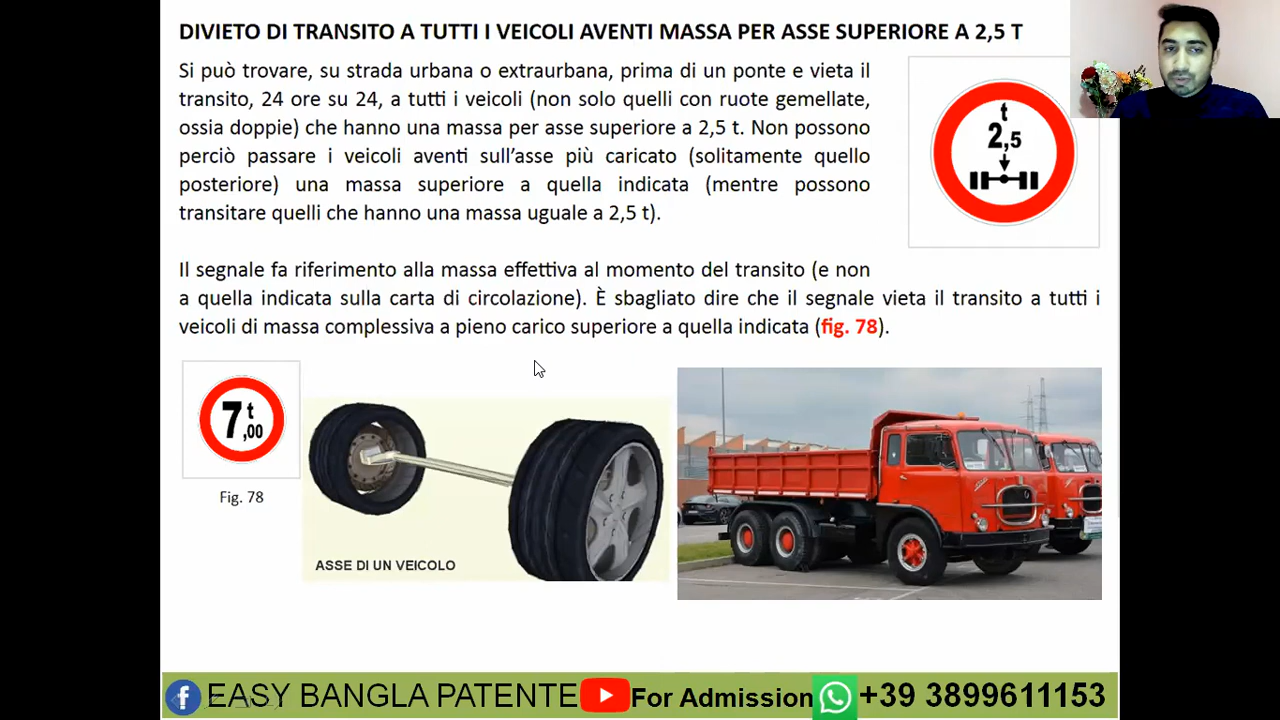 DIVIETO DI TRANSITO A TUTTI I VEICOLI AVENTI MASSA PER ASSE SUPERIORE A 2,5 T
Si può trovare, su strada urbana o extraurbana, prima di un ponte e vieta il
transito, 24 ore su 24, a tutti i veicoli (non solo quelli con ruote gemellate,
ossia doppie) che hanno una massa per asse superiore a 2,5 t. Non possono
perciò passare i veicoli aventi sull'asse più caricato (solitamente quello
posteriore) una massa superiore a quella indicata (mentre possono
transitare quelli che hanno una massa uguale a 2,5 t).
t
2,5
Il segnale fa riferimento alla massa effettiva al momento del transito (e non
a quella indicata sulla carta di circolazione). È sbagliato dire che il segnale vieta il transito a tutti i
veicoli di massa complessiva a pieno carico superiore a quella indicata (fig. 78).
7,00 t
Fig. 78
ASSE DI UN VEICOLO
EASY BANGLA PATENTE For Admission +39 3899611153